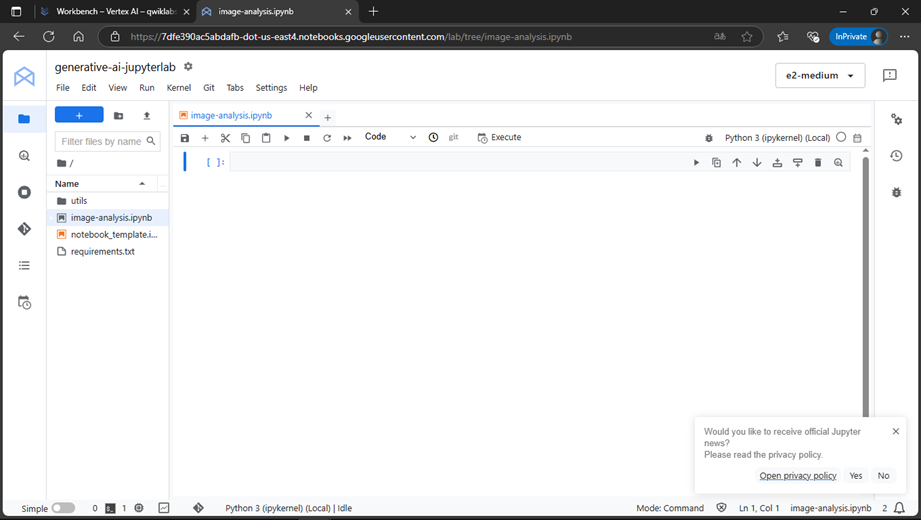 Workbench – Vertex AI – qwiklabs
image-analysis.ipynb
https://7dfe390ac5abdafb-dot-us-east4.notebooks.googleusercontent.com/lab/tree/image-analysis.ipynb
InPrivate
generative-ai-jupyterlab
File Edit View Run Kernel Git Tabs Settings Help
e2-medium
image-analysis.ipynb
Filter files by name
Code
git
Execute
Python 3 (ipykernel) (Local)
/
[ ]:
Name
utils
image-analysis.ipynb
notebook_template.i...
requirements.txt
Would you like to receive official Jupyter
news?
Please read the privacy policy.
Open privacy policy Yes No
Simple 0 1 Python 3 (ipykernel) (Local) | Idle Mode: Command Ln 1, Col 1 image-analysis.ipynb 2